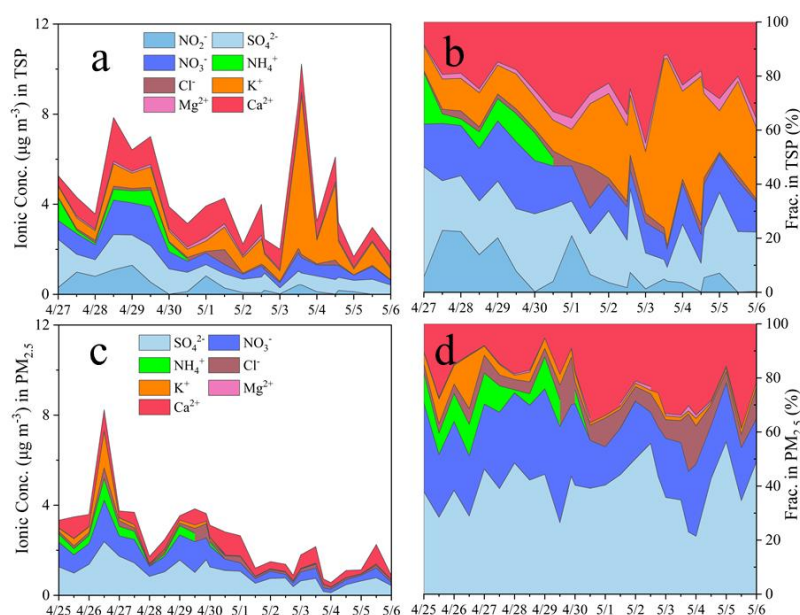 a
Ionic Conc. (μg m⁻³) in TSP
12
8
4
0
NO₂⁻ SO₄²⁻
NO₃⁻ NH₄⁺
Cl⁻ K⁺
Mg²⁺ Ca²⁺
4/27 4/28 4/29 4/30 5/1 5/2 5/3 5/4 5/5 5/6
b
100
80
60
40
20
0
Frac. in TSP (%)
4/27 4/28 4/29 4/30 5/1 5/2 5/3 5/4 5/5 5/6
c
Ionic Conc. (μg m⁻³) in PM₂.₅
12
8
4
0
SO₄²⁻ NO₃⁻
NH₄⁺ Cl⁻
K⁺ Mg²⁺
Ca²⁺
4/25 4/26 4/27 4/28 4/29 4/30 5/1 5/2 5/3 5/4 5/5 5/6
d
100
80
60
40
20
0
Frac. in PM₂.₅ (%)
4/25 4/26 4/27 4/28 4/29 4/30 5/1 5/2 5/3 5/4 5/5 5/6